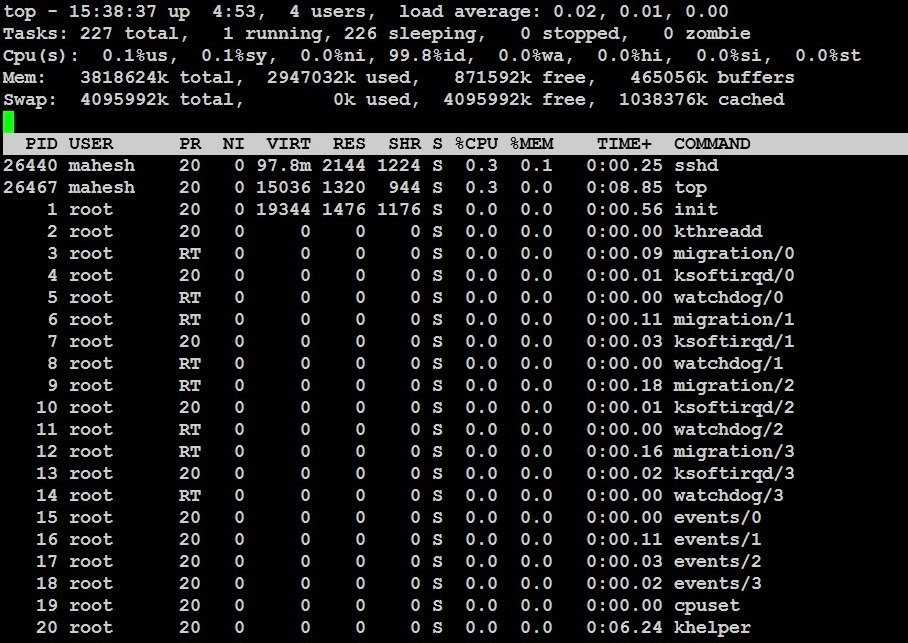 top - 15:38:37 up  4:53,  4 users,  load average: 0.02, 0.01, 0.00
Tasks: 227 total,   1 running, 226 sleeping,   0 stopped,   0 zombie
Cpu(s):  0.1%us,  0.1%sy,  0.0%ni, 99.8%id,  0.0%wa,  0.0%hi,  0.0%si,  0.0%st
Mem:   3818624k total,  2947032k used,   871592k free,   465056k buffers
Swap:  4095992k total,        0k used,  4095992k free,  1038376k cached
  PID USER      PR  NI  VIRT  RES  SHR S %CPU %MEM    TIME+  COMMAND
26440 mahesh    20   0 97.8m 2144 1224 S  0.3  0.1   0:00.25 sshd
26467 mahesh    20   0 15036 1320  944 S  0.3  0.0   0:08.85 top
    1 root      20   0 19344 1476 1176 S  0.0  0.0   0:00.56 init
    2 root      20   0     0    0    0 S  0.0  0.0   0:00.00 kthreadd
    3 root      RT   0     0    0    0 S  0.0  0.0   0:00.09 migration/0
    4 root      20   0     0    0    0 S  0.0  0.0   0:00.01 ksoftirqd/0
    5 root      RT   0     0    0    0 S  0.0  0.0   0:00.00 watchdog/0
    6 root      RT   0     0    0    0 S  0.0  0.0   0:00.11 migration/1
    7 root      20   0     0    0    0 S  0.0  0.0   0:00.03 ksoftirqd/1
    8 root      RT   0     0    0    0 S  0.0  0.0   0:00.00 watchdog/1
    9 root      RT   0     0    0    0 S  0.0  0.0   0:00.18 migration/2
   10 root      20   0     0    0    0 S  0.0  0.0   0:00.01 ksoftirqd/2
   11 root      RT   0     0    0    0 S  0.0  0.0   0:00.00 watchdog/2
   12 root      RT   0     0    0    0 S  0.0  0.0   0:00.16 migration/3
   13 root      20   0     0    0    0 S  0.0  0.0   0:00.02 ksoftirqd/3
   14 root      RT   0     0    0    0 S  0.0  0.0   0:00.00 watchdog/3
   15 root      20   0     0    0    0 S  0.0  0.0   0:00.00 events/0
   16 root      20   0     0    0    0 S  0.0  0.0   0:00.11 events/1
   17 root      20   0     0    0    0 S  0.0  0.0   0:00.03 events/2
   18 root      20   0     0    0    0 S  0.0  0.0   0:00.02 events/3
   19 root      20   0     0    0    0 S  0.0  0.0   0:00.00 cpuset
   20 root      20   0     0    0    0 S  0.0  0.0   0:06.24 khelper